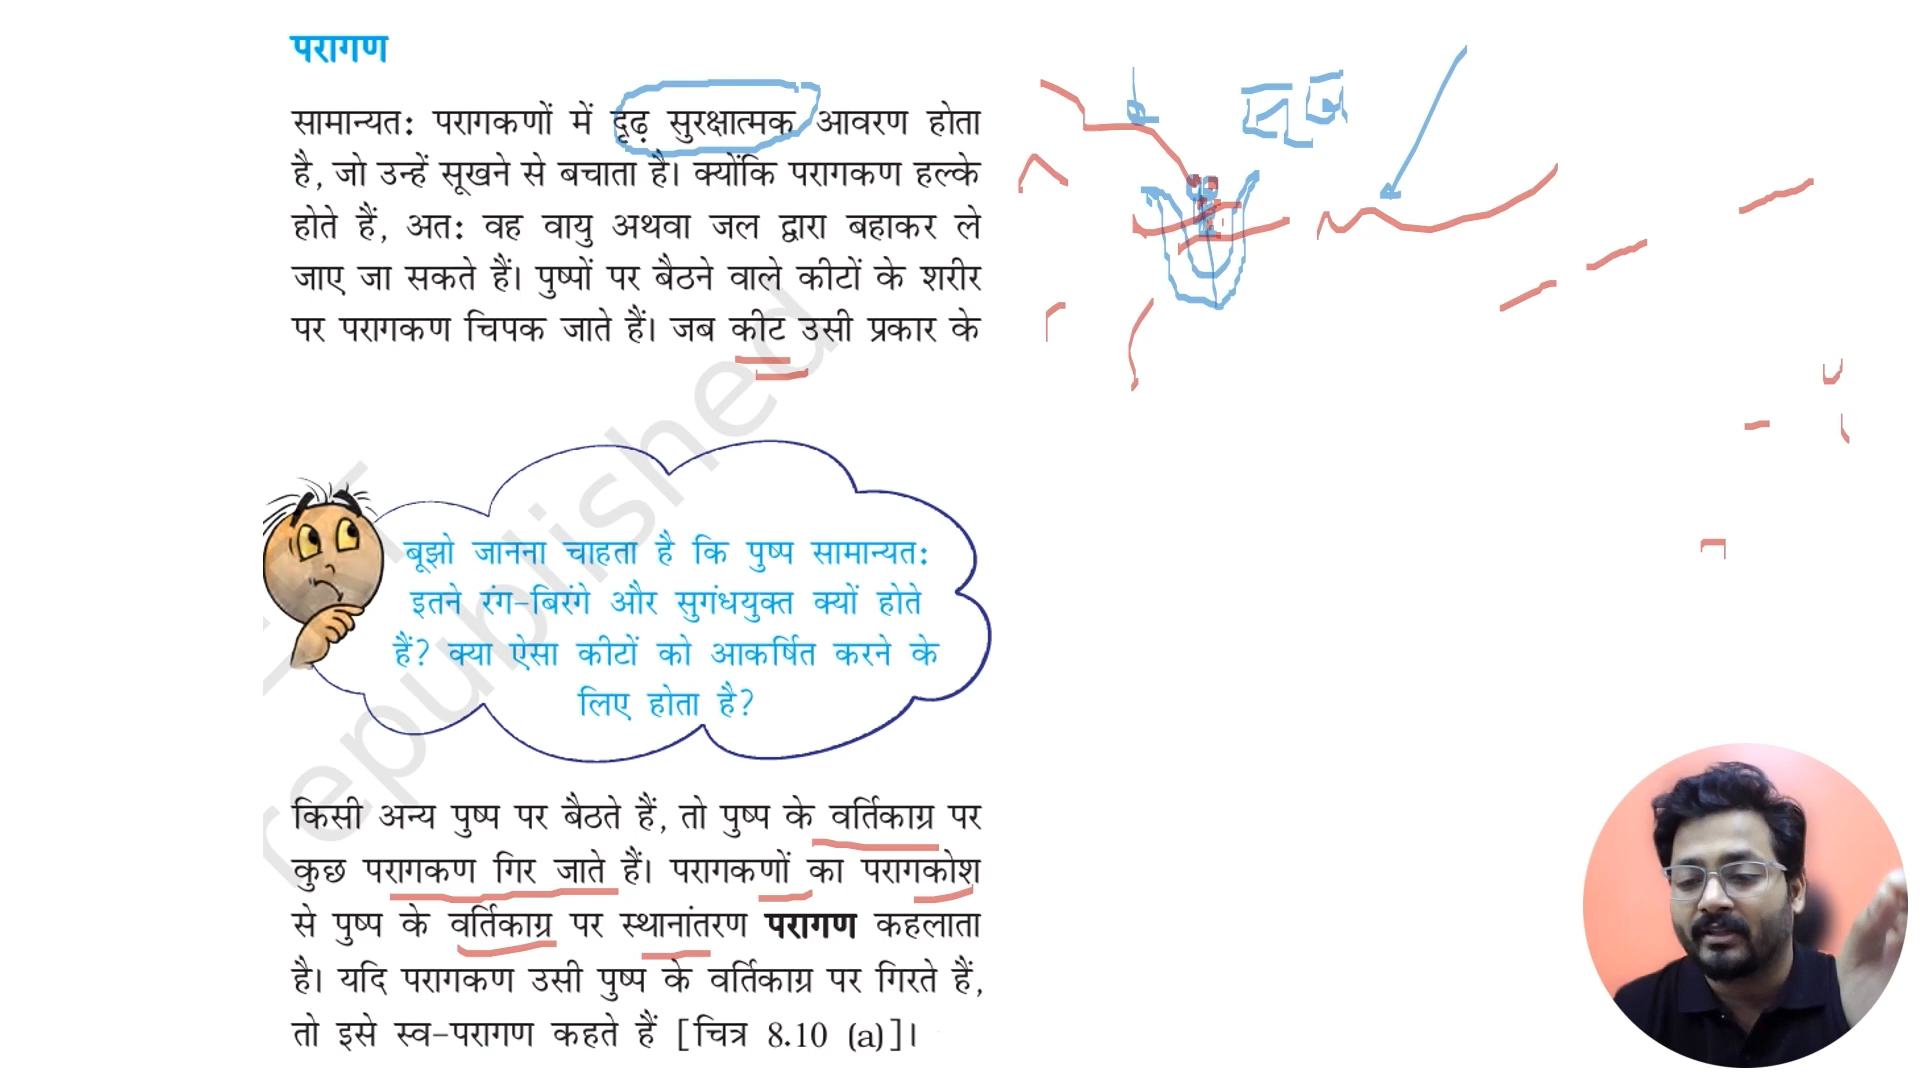 परागण
सामान्यत: परागकणों में दृढ़ सुरक्षात्मक आवरण होता
है, जो उन्हें सूखने से बचाता है। क्योंकि परागकण हल्के
होते हैं, अत: वह वायु अथवा जल द्वारा बहाकर ले
जाए जा सकते हैं। पुष्पों पर बैठने वाले कीटों के शरीर
पर परागकण चिपक जाते हैं। जब कीट उसी प्रकार के
बूझो जानना चाहता है कि पुष्प सामान्यत:
इतने रंग-बिरंगे और सुगंधयुक्त क्यों होते
हैं? क्या ऐसा कीटों को आकर्षित करने के
लिए होता है?
किसी अन्य पुष्प पर बैठते हैं, तो पुष्प के वर्तिकाग्र पर
कुछ परागकण गिर जाते हैं। परागकणों का परागकोश
से पुष्प के वर्तिकाग्र पर स्थानांतरण परागण कहलाता
है। यदि परागकण उसी पुष्प के वर्तिकाग्र पर गिरते हैं,
तो इसे स्व-परागण कहते हैं [चित्र 8.10 (a)]।
republished